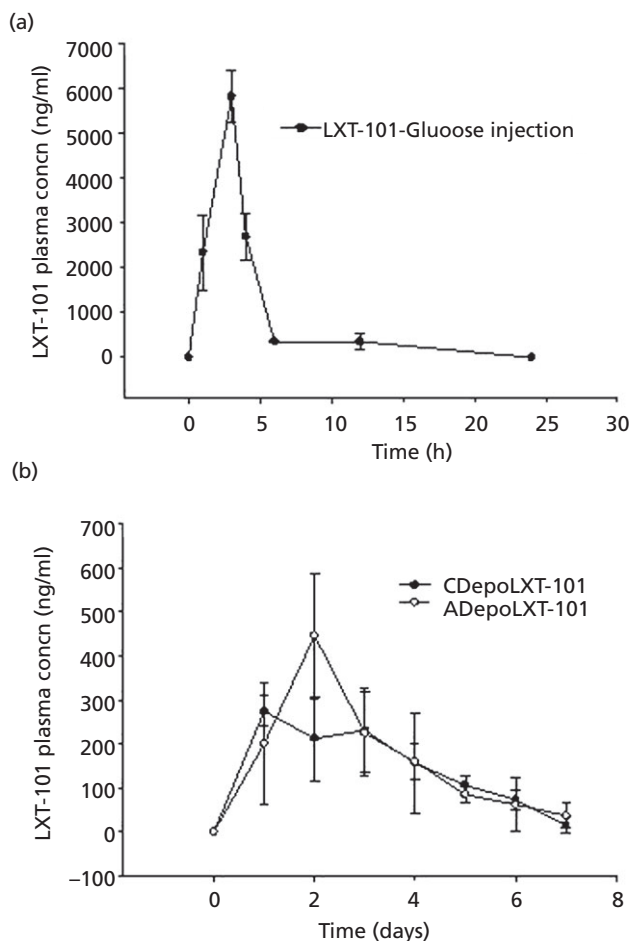 (a)
7000
6000
5000
4000
3000
2000
1000
0
LXT-101 plasma concn (ng/ml)
LXT-101-Gluoose injection
0 5 10 15 20 25 30
Time (h)
(b)
700
600
500
400
300
200
100
0
−100
LXT-101 plasma concn (ng/ml)
CDepoLXT-101
ADepoLXT-101
0 2 4 6 8
Time (days)